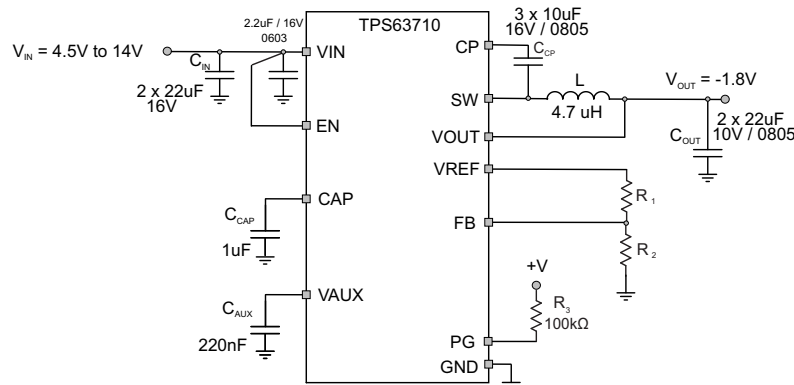 TPS63710
2.2uF / 16V
0603
3 x 10uF
16V / 0805
V_IN = 4.5V to 14V
C_IN
2 x 22uF
16V
VIN
EN
CAP
C_CAP
1uF
VAUX
C_AUX
220nF
CP
C_CP
SW
L
4.7 uH
V_OUT = -1.8V
2 x 22uF
10V / 0805
C_OUT
VOUT
VREF
R_1
FB
R_2
+V
R_3
100kΩ
PG
GND